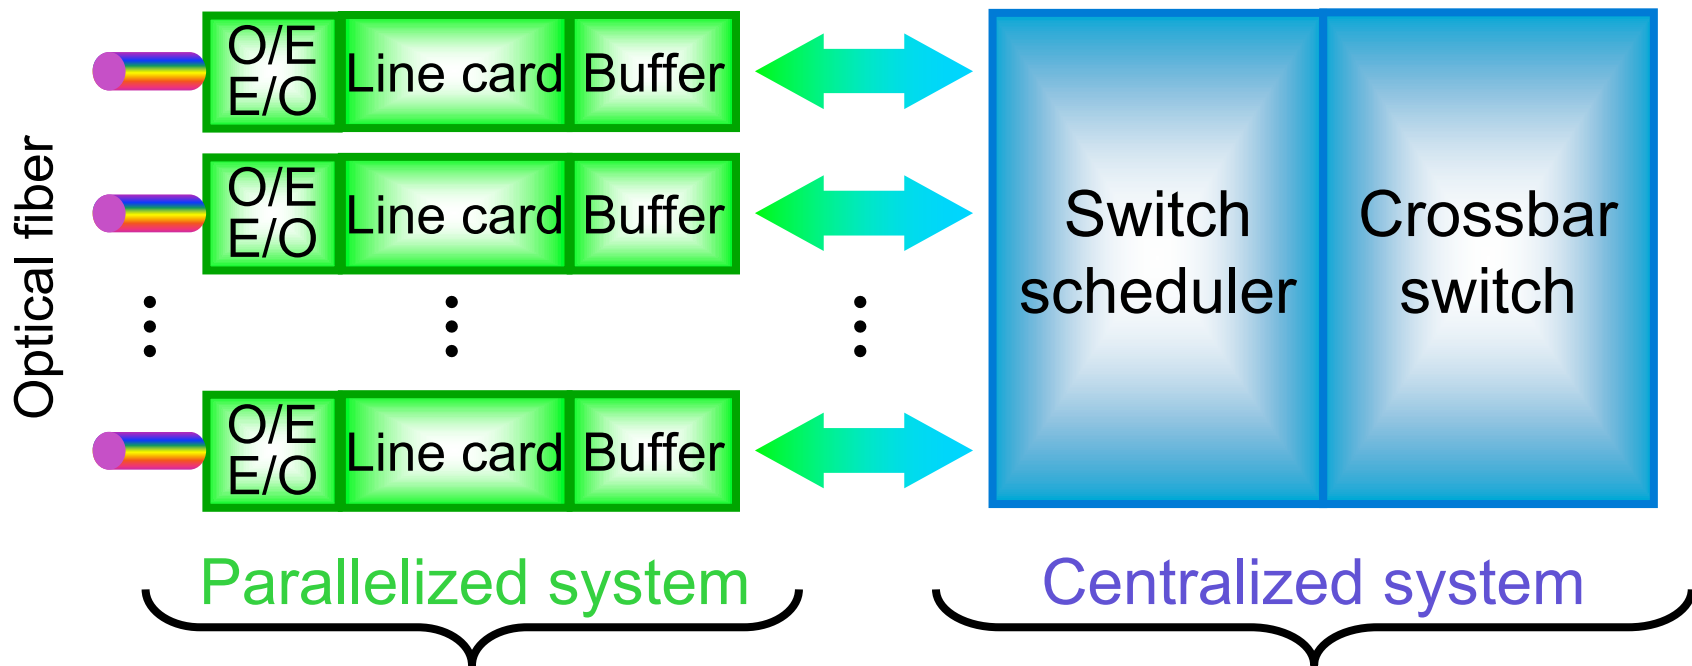 Optical fiber
O/E
E/O
Line card
Buffer
O/E
E/O
Line card
Buffer
O/E
E/O
Line card
Buffer
Switch
scheduler
Crossbar
switch
Parallelized system
Centralized system